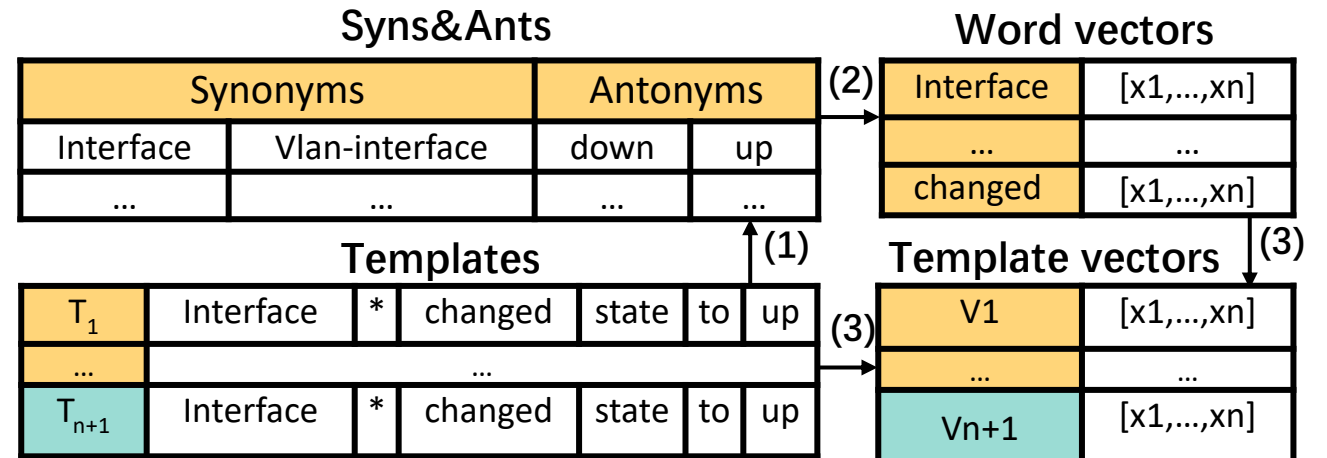 Syns&Ants
Synonyms Antonyms
Interface Vlan-interface down up
... ... ... ...
(2)
Word vectors
Interface [x1,...,xn]
... ...
changed [x1,...,xn]
(1)
(3)
Templates
T1 Interface * changed state to up
... ...
Tn+1 Interface * changed state to up
(3)
Template vectors
V1 [x1,...,xn]
... ...
Vn+1 [x1,...,xn]